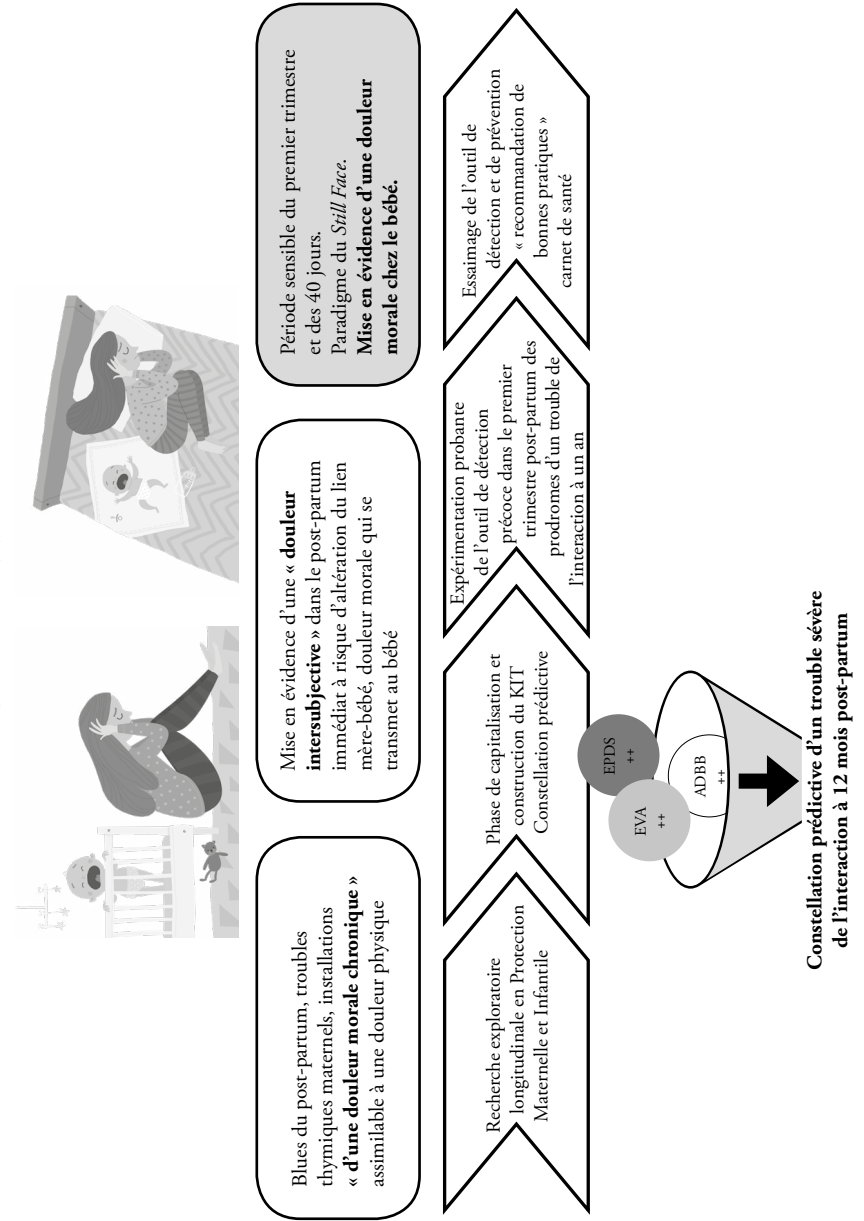 Blues du post-partum, troubles
thymiques maternels, installations
« d’une douleur morale chronique »
assimilable à une douleur physique
Mise en évidence d’une « douleur
intersubjective » dans le post-partum
immédiat à risque d’altération du lien
mère-bébé, douleur morale qui se
transmet au bébé
Période sensible du premier trimestre
et des 40 jours.
Paradigme du Still Face.
Mise en évidence d’une douleur
morale chez le bébé.
Recherche exploratoire
longitudinale en Protection
Maternelle et Infantile
Phase de capitalisation et
construction du KIT
Constellation prédictive
Expérimentation probante
de l’outil de détection
précoce dans le premier
trimestre post-partum des
prodromes d’un trouble de
l’interaction à un an
Essaimage de l’outil de
détection et de prévention
« recommandation de
bonnes pratiques »
carnet de santé
EVA
++
EPDS
++
ADBB
++
Constellation prédictive d’un trouble sévère
de l’interaction à 12 mois post-partum